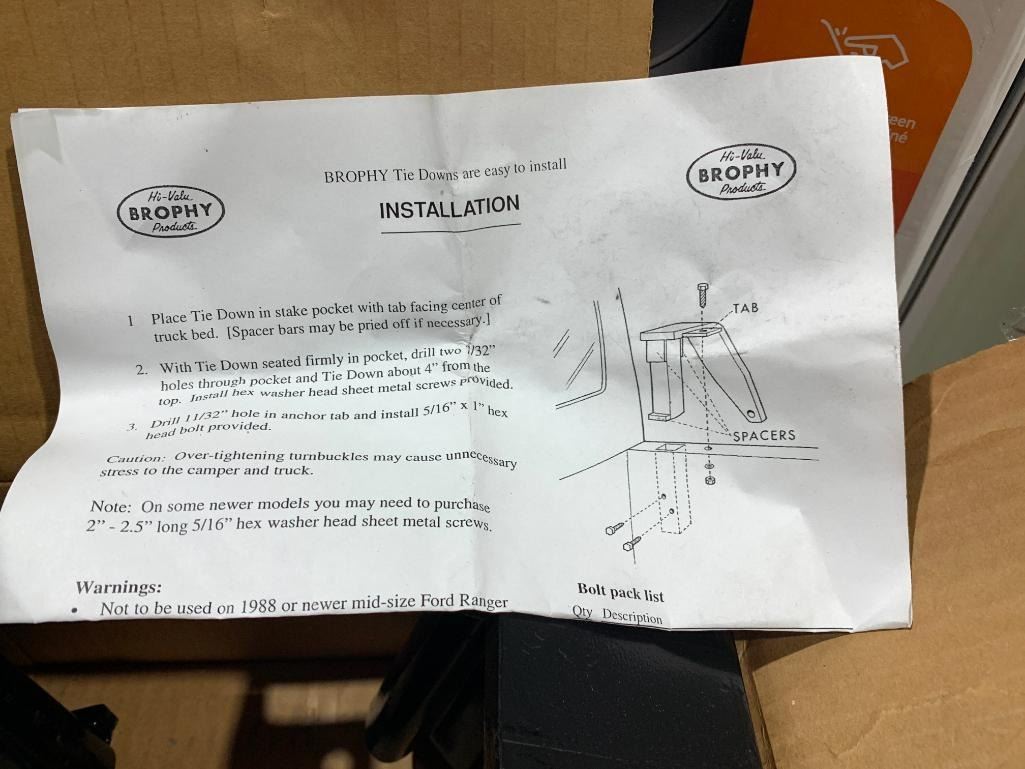 Hi-Valu
BROPHY
Products
BROPHY Tie Downs are easy to install
INSTALLATION
Hi-Valu
BROPHY
Products
1 Place Tie Down in stake pocket with tab facing center of
truck bed. [Spacer bars may be pried off if necessary.]
2. With Tie Down seated firmly in pocket, drill two /32”
holes through pocket and Tie Down about 4” from the
top. Install hex washer head sheet metal screws provided.
3. Drill 11/32” hole in anchor tab and install 5/16” x 1” hex
head bolt provided.
Caution: Over-tightening turnbuckles may cause unnecessary
stress to the camper and truck.
Note: On some newer models you may need to purchase
2” - 2.5” long 5/16” hex washer head sheet metal screws.
Warnings:
• Not to be used on 1988 or newer mid-size Ford Ranger
TAB
SPACERS
Bolt pack list
Qty Description
een
né